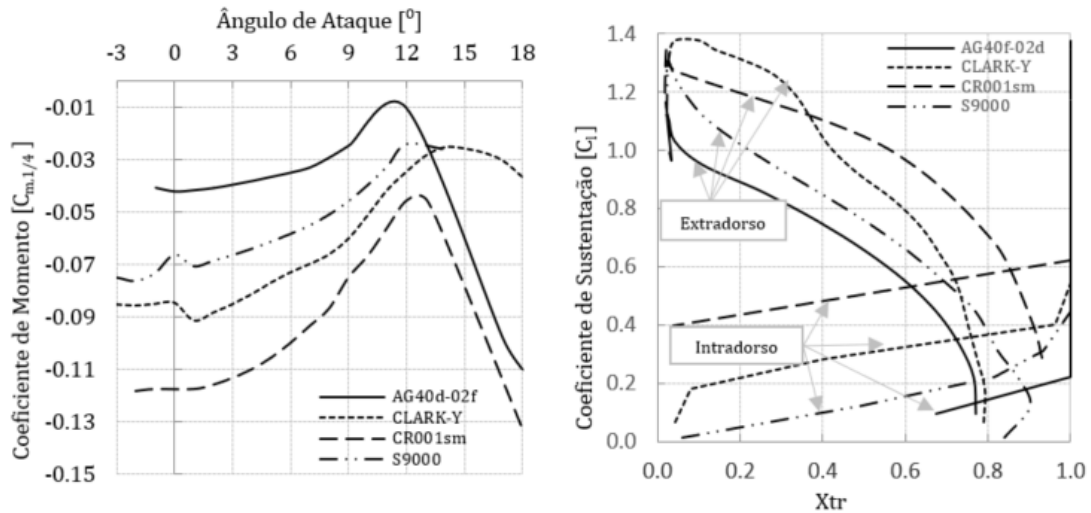 Ângulo de Ataque [º]
-3 0 3 6 9 12 15 18
Coeficiente de Momento [Cm,1/4]
-0.01
-0.03
-0.05
-0.07
-0.09
-0.11
-0.13
-0.15
AG40d-02f
CLARK-Y
CR001sm
S9000
Coeficiente de Sustentação [Cl]
1.4
1.2
1.0
0.8
0.6
0.4
0.2
0.0
AG40f-02d
CLARK-Y
CR001sm
S9000
Extradorso
Intradorso
0.0 0.2 0.4 0.6 0.8 1.0
Xtr